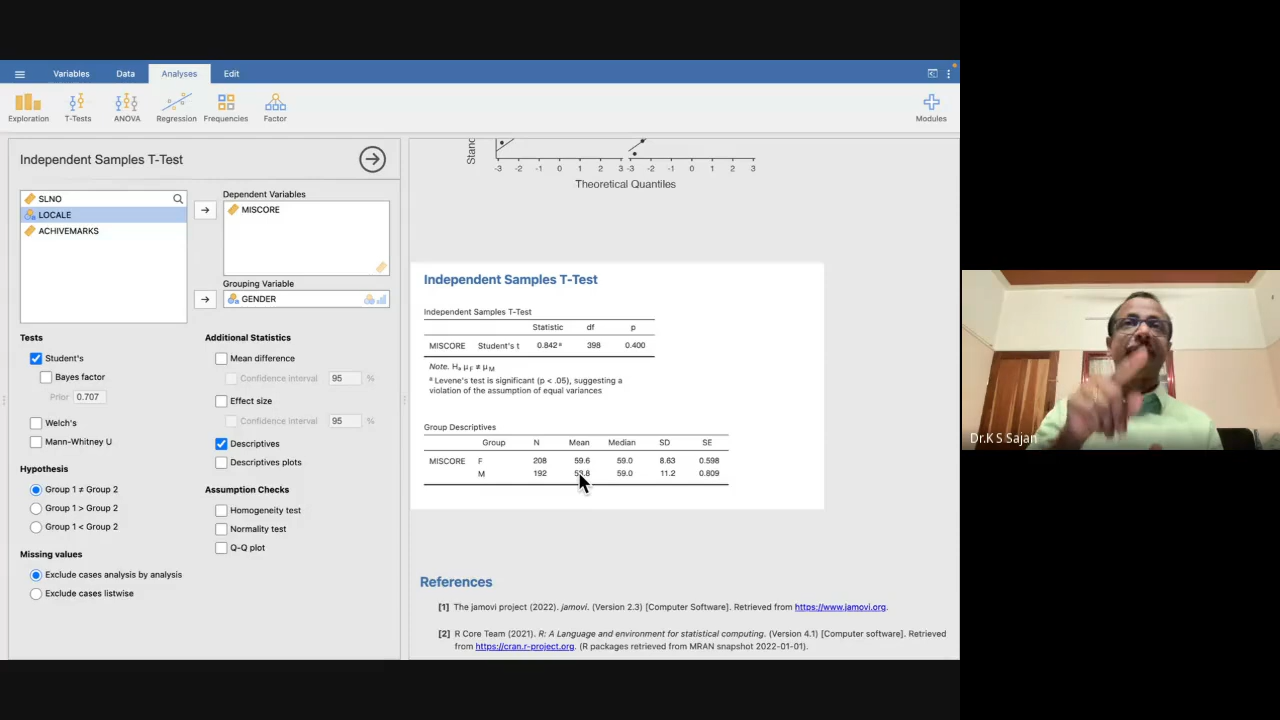 Variables Data Analyses Edit
Exploration T-Tests ANOVA Regression Frequencies Factor Modules
Independent Samples T-Test
SLNO
LOCALE
ACHIVEMARKS
Dependent Variables
MISCORE
Grouping Variable
GENDER
Tests
Student's
Bayes factor
Prior 0.707
Welch's
Mann-Whitney U
Hypothesis
Group 1 ≠ Group 2
Group 1 > Group 2
Group 1 < Group 2
Missing values
Exclude cases analysis by analysis
Exclude cases listwise
Additional Statistics
Mean difference
Confidence interval 95 %
Effect size
Confidence interval 95 %
Descriptives
Descriptives plots
Assumption Checks
Homogeneity test
Normality test
Q-Q plot
Stanc
-3 -2 -1 0 1 2 3 -3 -2 -1 0 1 2 3
Theoretical Quantiles
Independent Samples T-Test
Independent Samples T-Test
Statistic df p
MISCORE Student's t 0.842 ᵃ 398 0.400
Note. Hₐ μ F ≠ μ M
ᵃ Levene's test is significant (p < .05), suggesting a
violation of the assumption of equal variances
Group Descriptives
Group N Mean Median SD SE
MISCORE F 208 59.6 59.0 8.63 0.598
M 192 59.0 11.2 0.809
References
[1] The jamovi project (2022). jamovi. (Version 2.3) [Computer Software]. Retrieved from https://www.jamovi.org.
[2] R Core Team (2021). R: A Language and environment for statistical computing. (Version 4.1) [Computer software]. Retrieved
from https://cran.r-project.org. (R packages retrieved from MRAN snapshot 2022-01-01).
Dr.K S Sajan